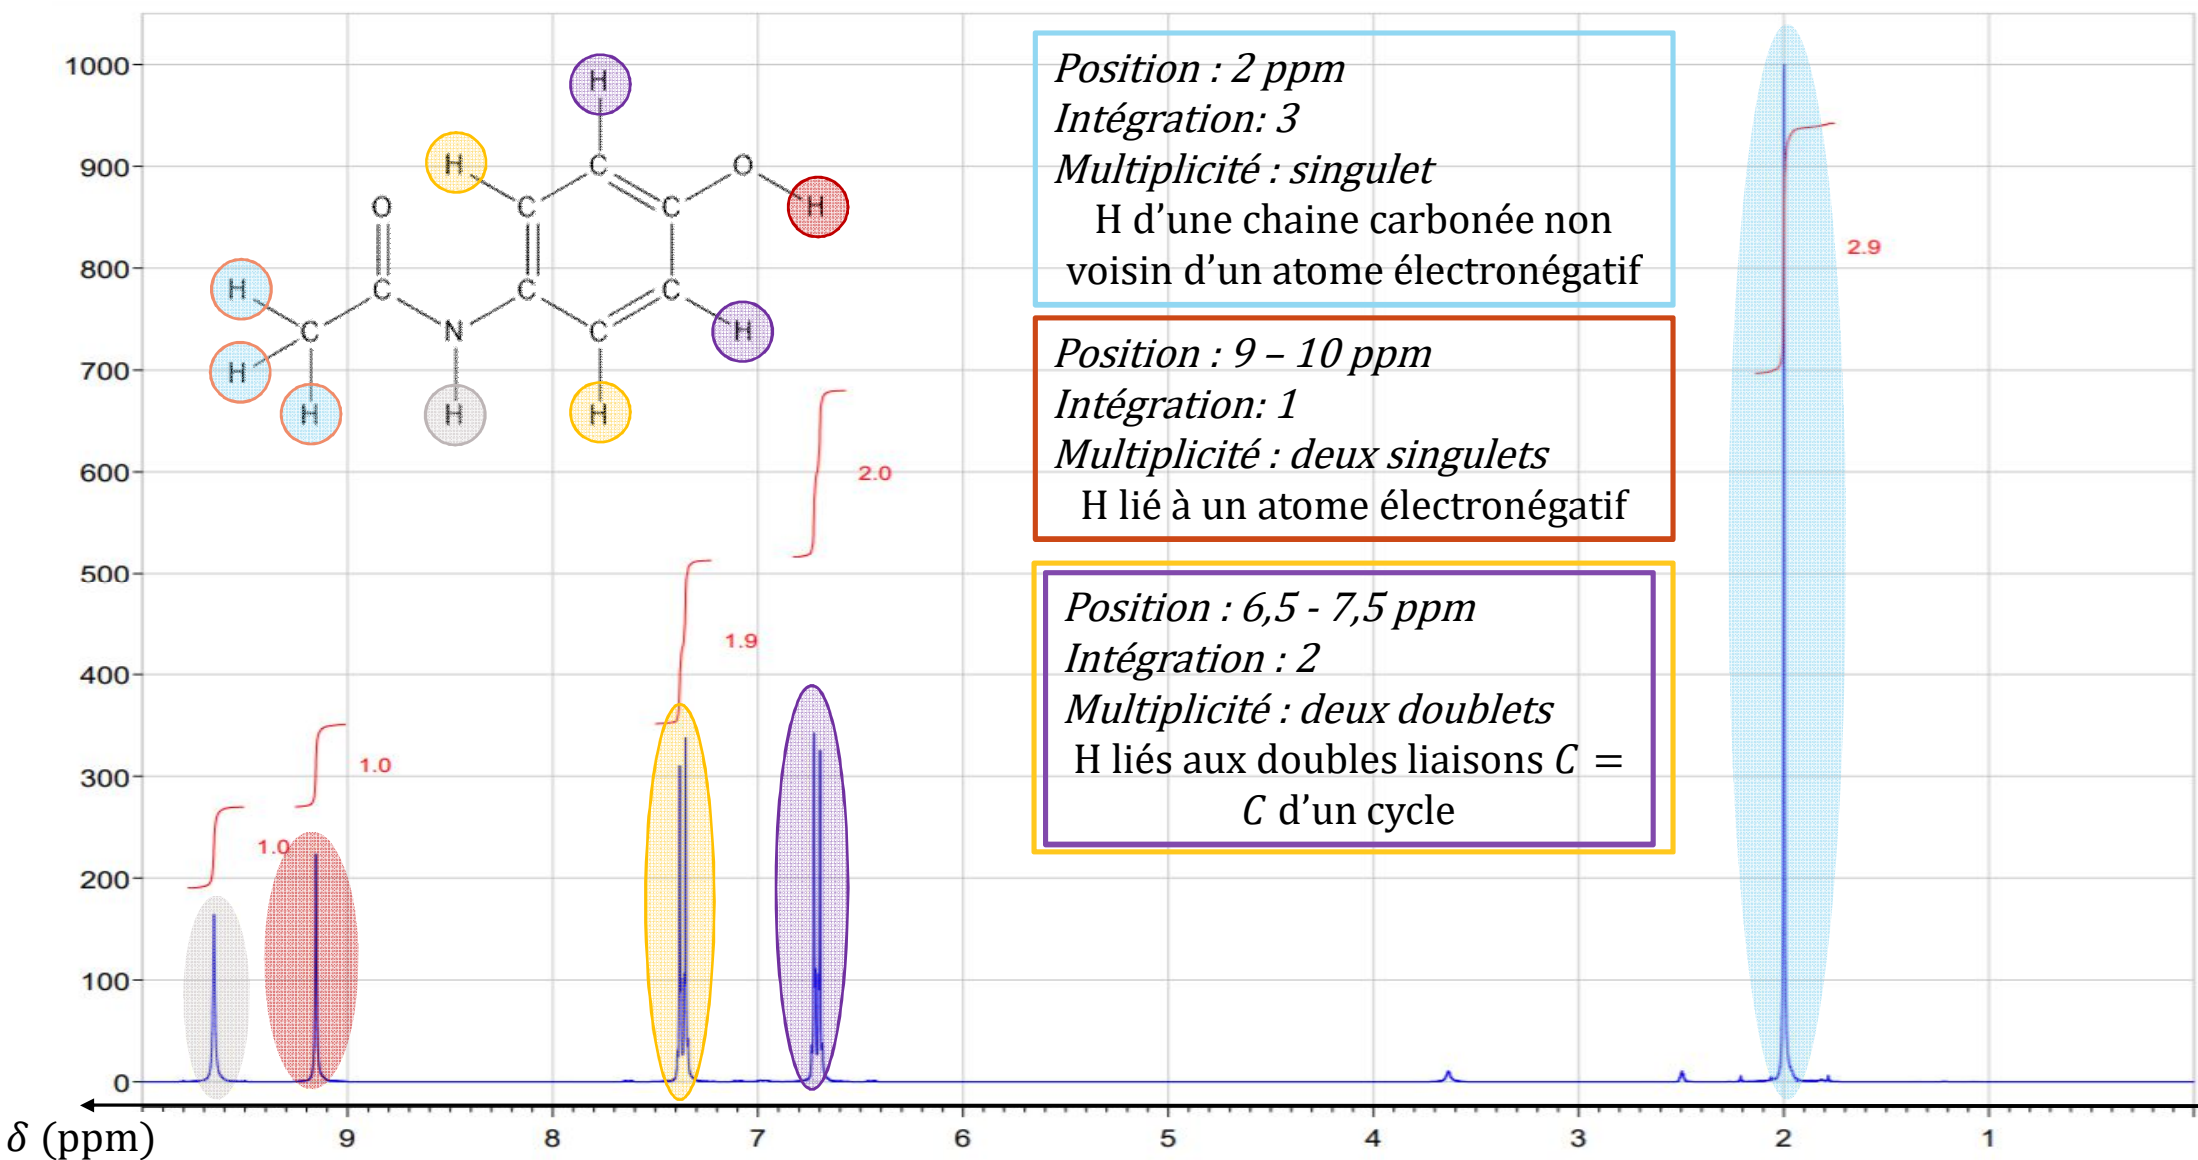 Position : 2 ppm
Intégration: 3
Multiplicité : singulet
H d’une chaine carbonée non
voisin d’un atome électronégatif
Position : 9 – 10 ppm
Intégration: 1
Multiplicité : deux singulets
H lié à un atome électronégatif
Position : 6,5 - 7,5 ppm
Intégration : 2
Multiplicité : deux doublets
H liés aux doubles liaisons C =
C d’un cycle
1000
900
800
700
600
500
400
300
200
100
0
H
H C O
O C C H
H C C C
H C N C H
H H H
2.9
2.0
1.9
1.0
1.0
δ (ppm) 9 8 7 6 5 4 3 2 1